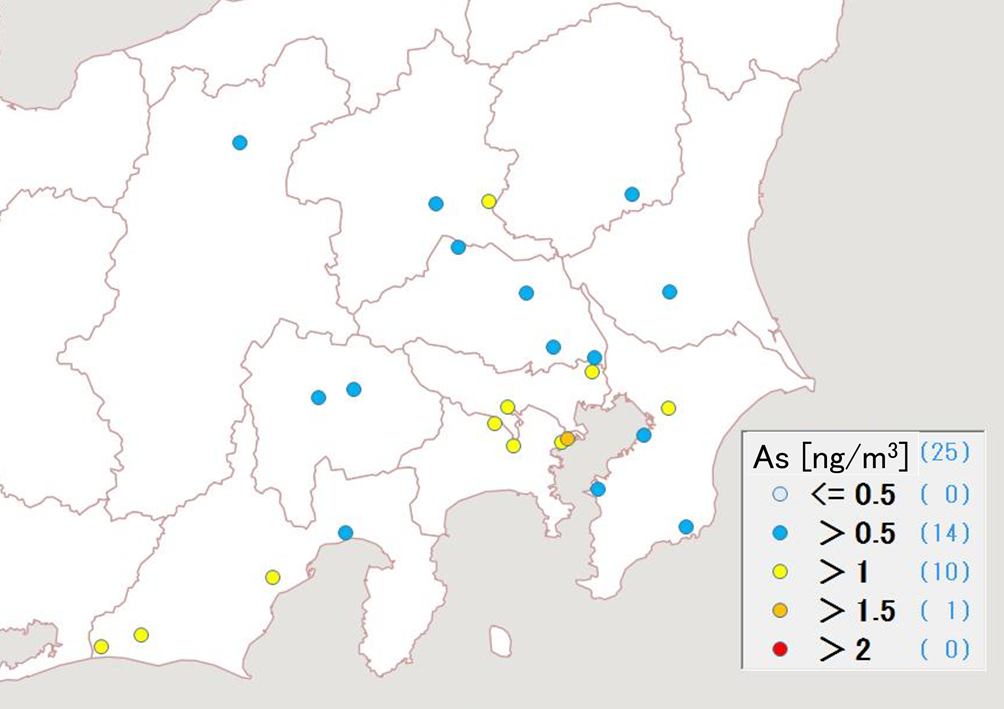 As [ng/m³] (25)
<= 0.5 ( 0)
> 0.5 (14)
> 1 (10)
> 1.5 ( 1)
> 2 ( 0)